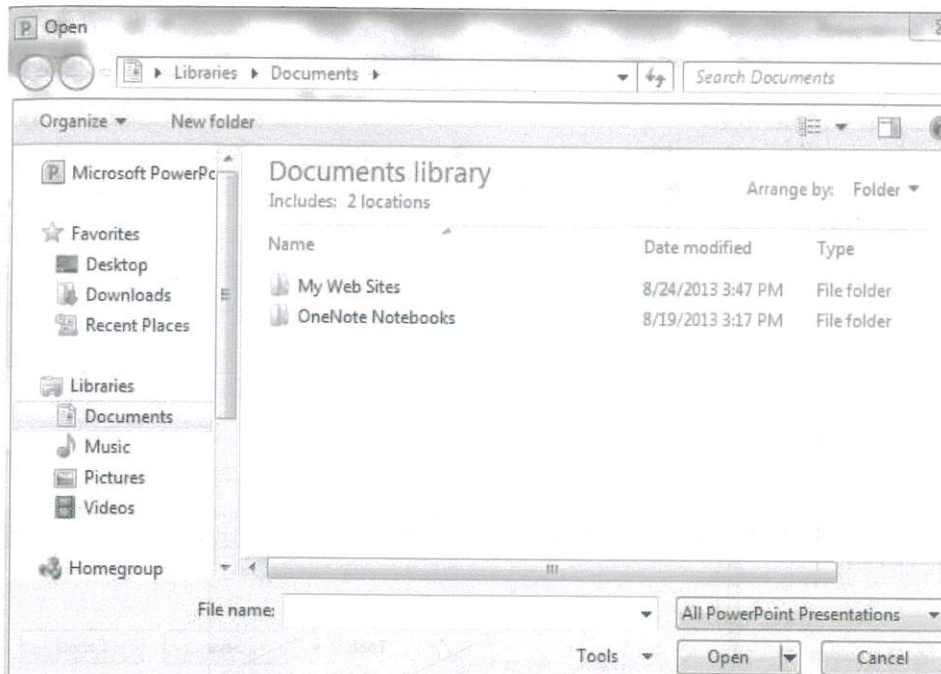 Open
Libraries Documents
Search Documents
Organize New folder
Microsoft PowerPc
Favorites
Desktop
Downloads
Recent Places
Libraries
Documents
Music
Pictures
Videos
Homegroup
Documents library
Includes: 2 locations
Arrange by: Folder
Name Date modified Type
My Web Sites 8/24/2013 3:47 PM File folder
OneNote Notebooks 8/19/2013 3:17 PM File folder
File name: All PowerPoint Presentations
Tools Open Cancel